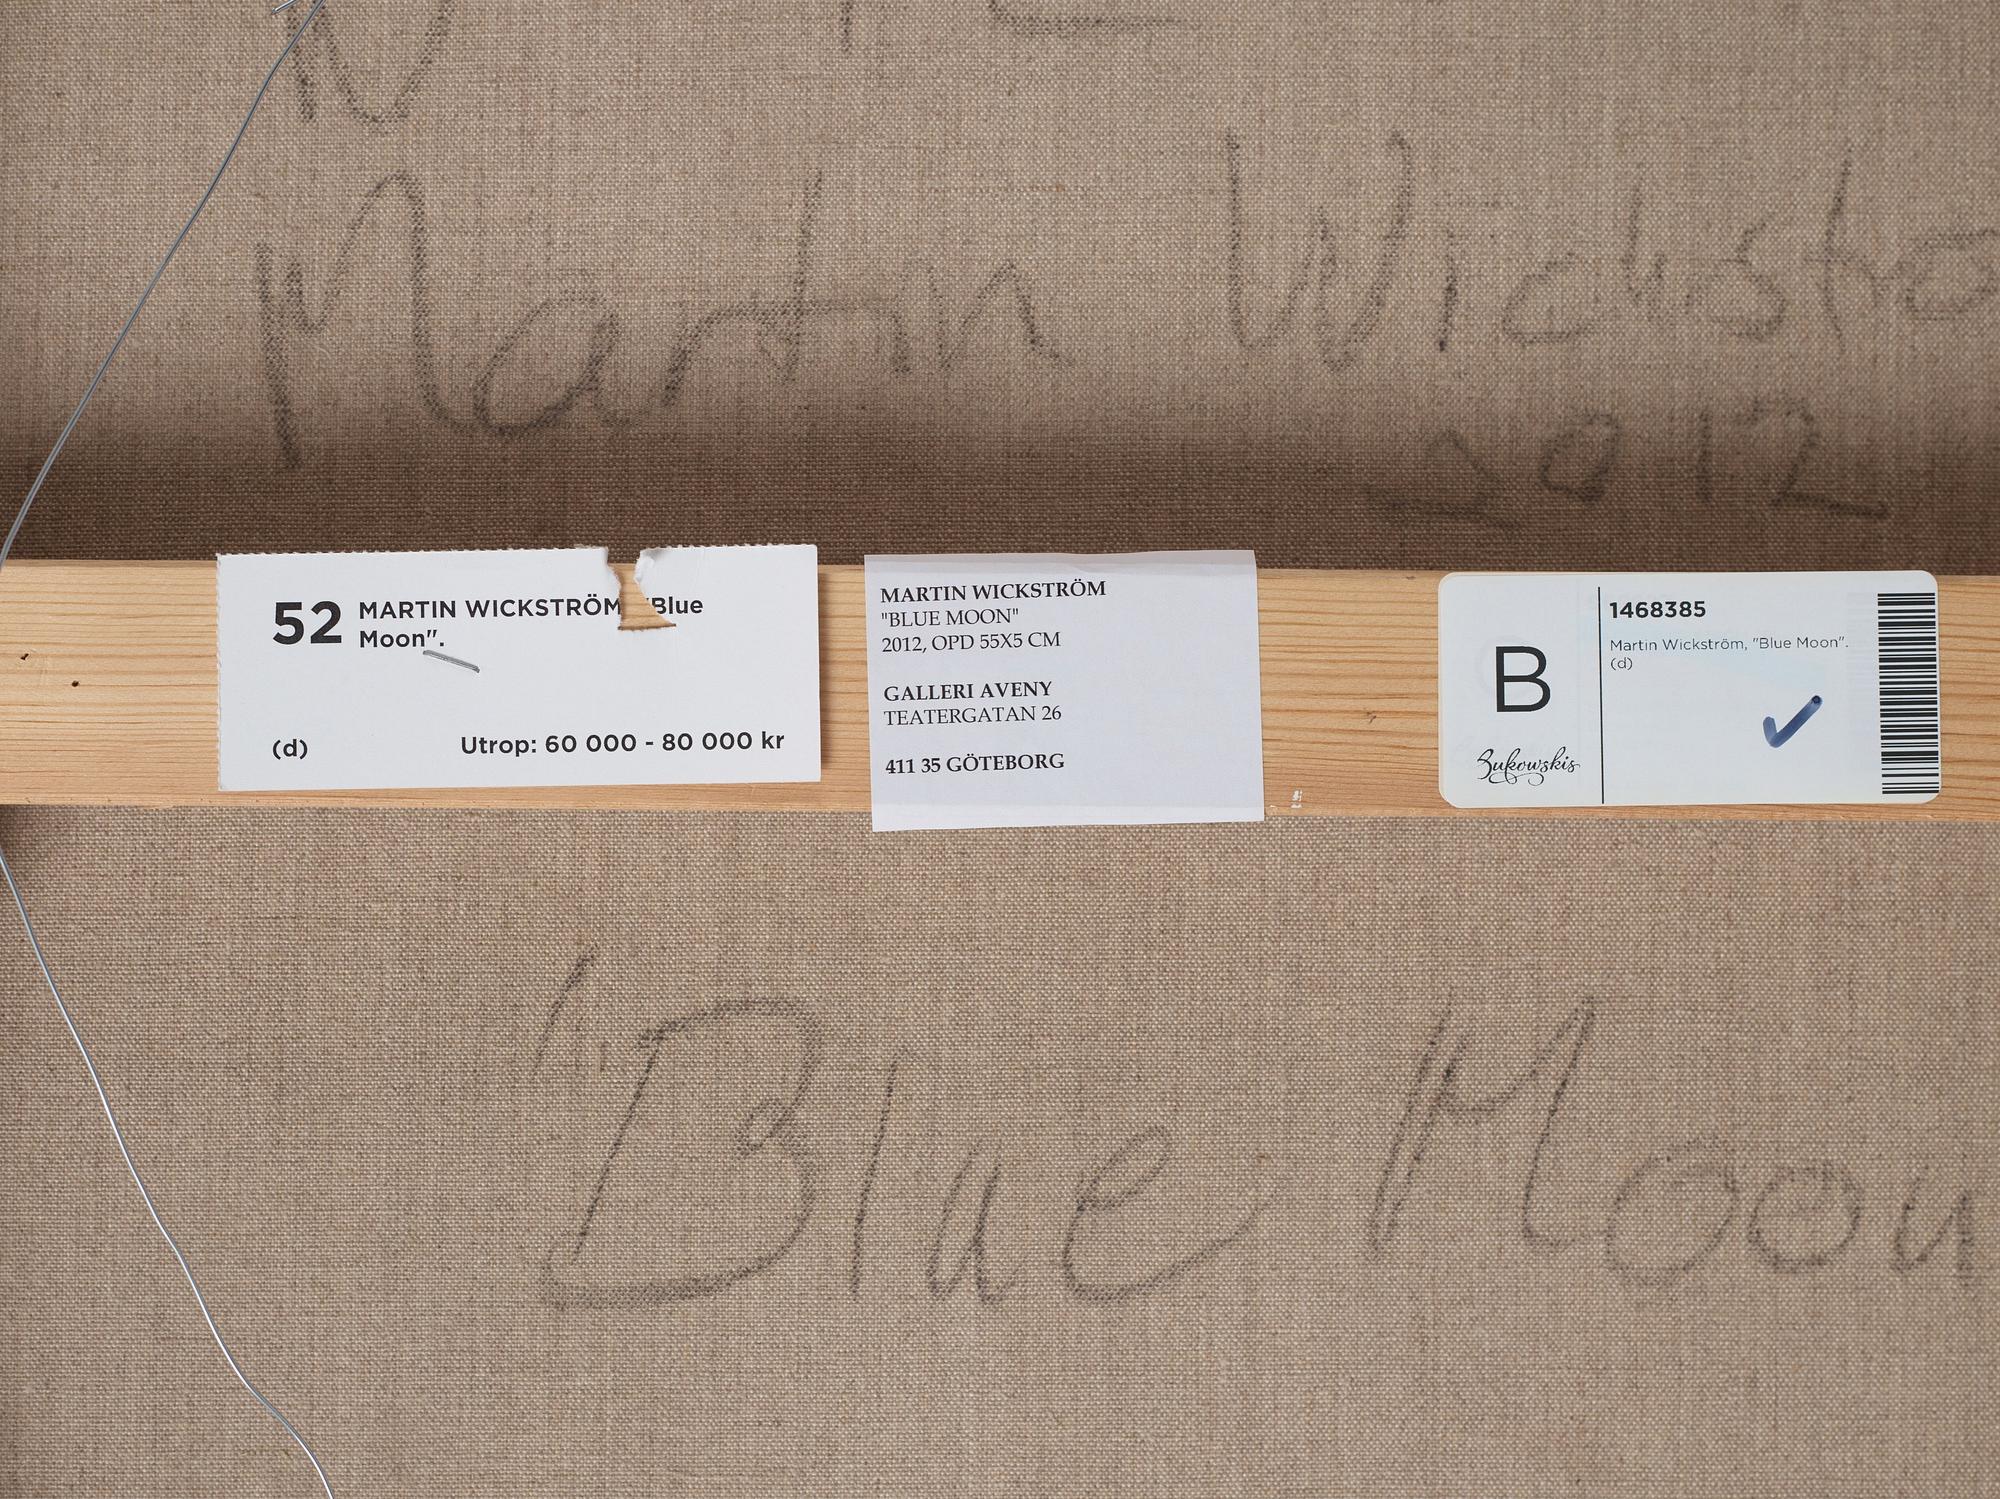 Martin Wicksto
2012
52 MARTIN WICKSTRÖM "Blue
Moon".
(d) Utrop: 60 000 - 80 000 kr
MARTIN WICKSTRÖM
"BLUE MOON"
2012, OPD 55X5 CM
GALLERI AVENY
TEATERGATAN 26
411 35 GÖTEBORG
B
Bukowskis
1468385
Martin Wickström, "Blue Moon".
(d)
"Blue Moon